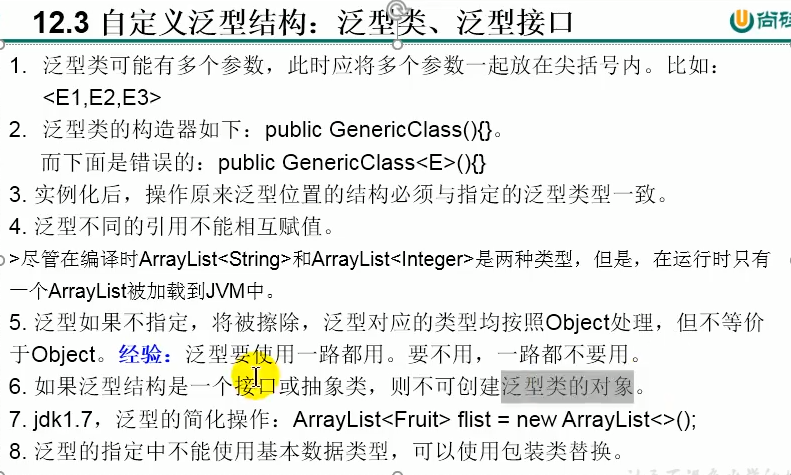 12.3 自定义泛型结构：泛型类、泛型接口
尚硅
1. 泛型类可能有多个参数，此时应将多个参数一起放在尖括号内。比如：
<E1,E2,E3>
2. 泛型类的构造器如下：public GenericClass(){}。
而下面是错误的：public GenericClass<E>(){}
3. 实例化后，操作原来泛型位置的结构必须与指定的泛型类型一致。
4. 泛型不同的引用不能相互赋值。
>尽管在编译时ArrayList<String>和ArrayList<Integer>是两种类型，但是，在运行时只有
一个ArrayList被加载到JVM中。
5. 泛型如果不指定，将被擦除，泛型对应的类型均按照Object处理，但不等价
于Object。经验：泛型要使用一路都用。要不用，一路都不要用。
6. 如果泛型结构是一个接口或抽象类，则不可创建泛型类的对象。
7. jdk1.7，泛型的简化操作：ArrayList<Fruit> flist = new ArrayList<>();
8. 泛型的指定中不能使用基本数据类型，可以使用包装类替换。